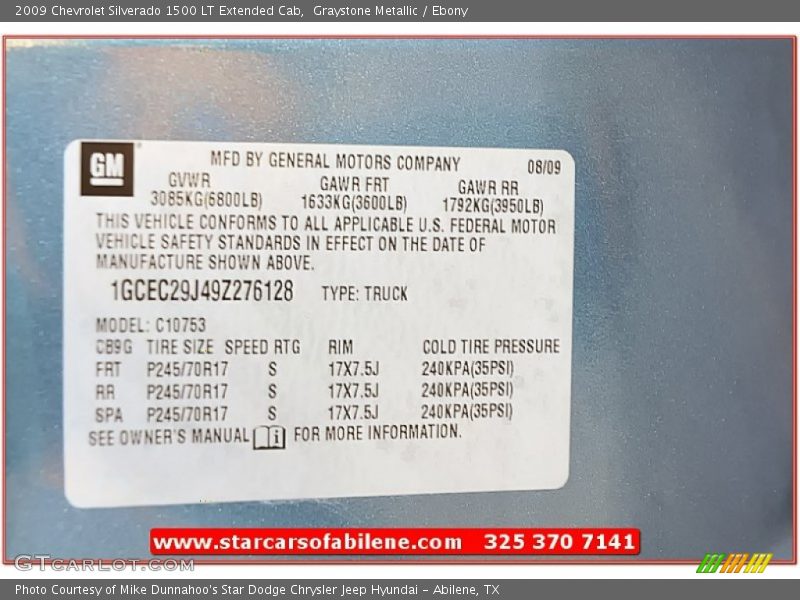 2009 Chevrolet Silverado 1500 LT Extended Cab,  Graystone Metallic / Ebony
GM
MFD BY GENERAL MOTORS COMPANY 08/09
GVWR GAWR FRT GAWR RR
3085KG(6800LB) 1633KG(3600LB) 1792KG(3950LB)
THIS VEHICLE CONFORMS TO ALL APPLICABLE U.S. FEDERAL MOTOR
VEHICLE SAFETY STANDARDS IN EFFECT ON THE DATE OF
MANUFACTURE SHOWN ABOVE.
1GCEC29J49Z276128 TYPE: TRUCK
MODEL: C10753
CB9G TIRE SIZE SPEED RTG RIM COLD TIRE PRESSURE
FRT P245/70R17 S 17X7.5J 240KPA(35PSI)
RR P245/70R17 S 17X7.5J 240KPA(35PSI)
SPA P245/70R17 S 17X7.5J 240KPA(35PSI)
SEE OWNER'S MANUAL FOR MORE INFORMATION.
www.starcarsofabilene.com 325 370 7141
GTcarLot.com
Photo Courtesy of Mike Dunnahoo's Star Dodge Chrysler Jeep Hyundai - Abilene, TX